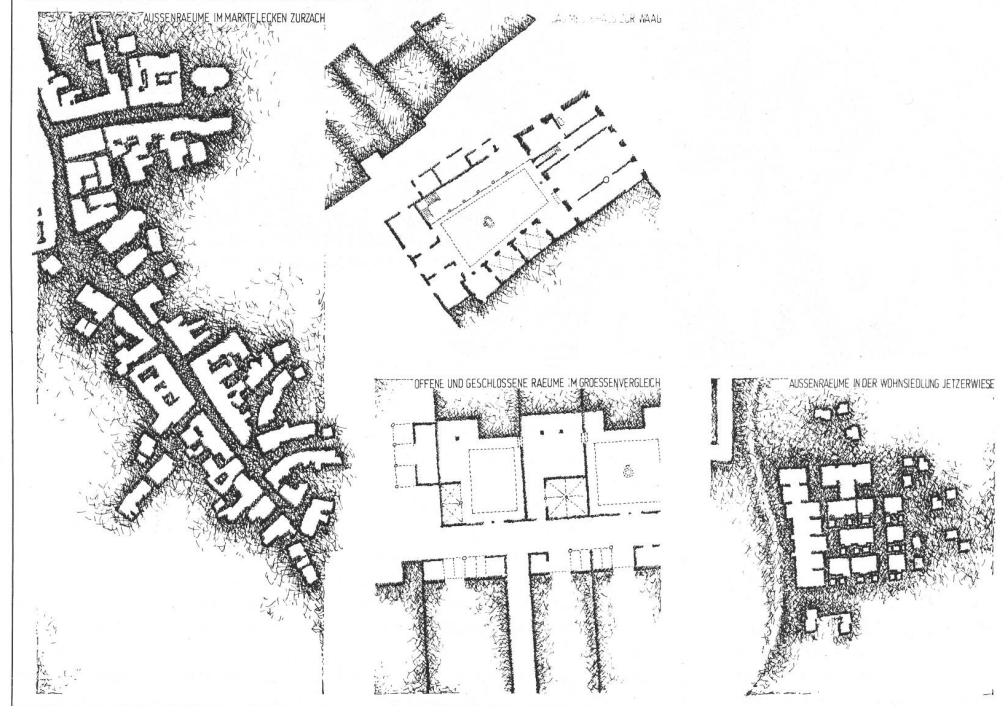 AUSSENRAEUME IM MARKTFLECKEN ZURZACH
ZUR WAAG
OFFENE UND GESCHLOSSENE RAEUME IM GROESSENVERGLEICH
AUSSENRAEUME IN DER WOHNSIEDLUNG JETZERWIESE